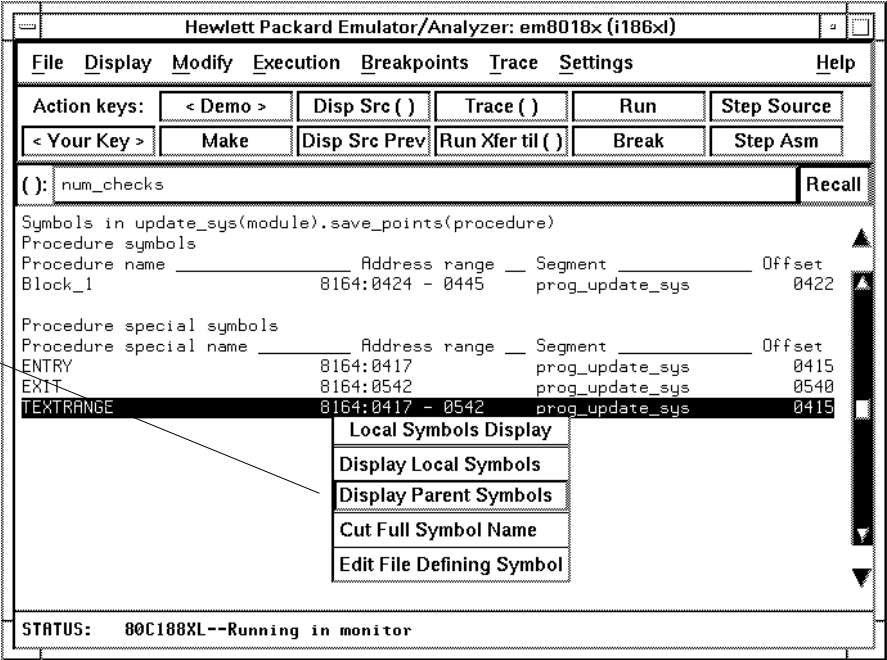 Hewlett Packard Emulator/Analyzer: em8018x (i186xl)
File Display Modify Execution Breakpoints Trace Settings Help
Action keys: < Demo > Disp Src ( ) Trace ( ) Run Step Source
< Your Key > Make Disp Src Prev Run Xfer til ( ) Break Step Asm
( ): num_checks Recall
Symbols in update_sys(module).save_points(procedure)
Procedure symbols
Procedure name _________________ Address range __ Segment _____________ Offset
Block_1 8164:0424 - 0445 prog_update_sys 0422
Procedure special symbols
Procedure special name _________ Address range __ Segment _____________ Offset
ENTRY 8164:0417 prog_update_sys 0415
EXIT 8164:0542 prog_update_sys 0540
TEXTRANGE 8164:0417 - 0542 prog_update_sys 0415
Local Symbols Display
Display Local Symbols
Display Parent Symbols
Cut Full Symbol Name
Edit File Defining Symbol
STATUS: 80C188XL--Running in monitor